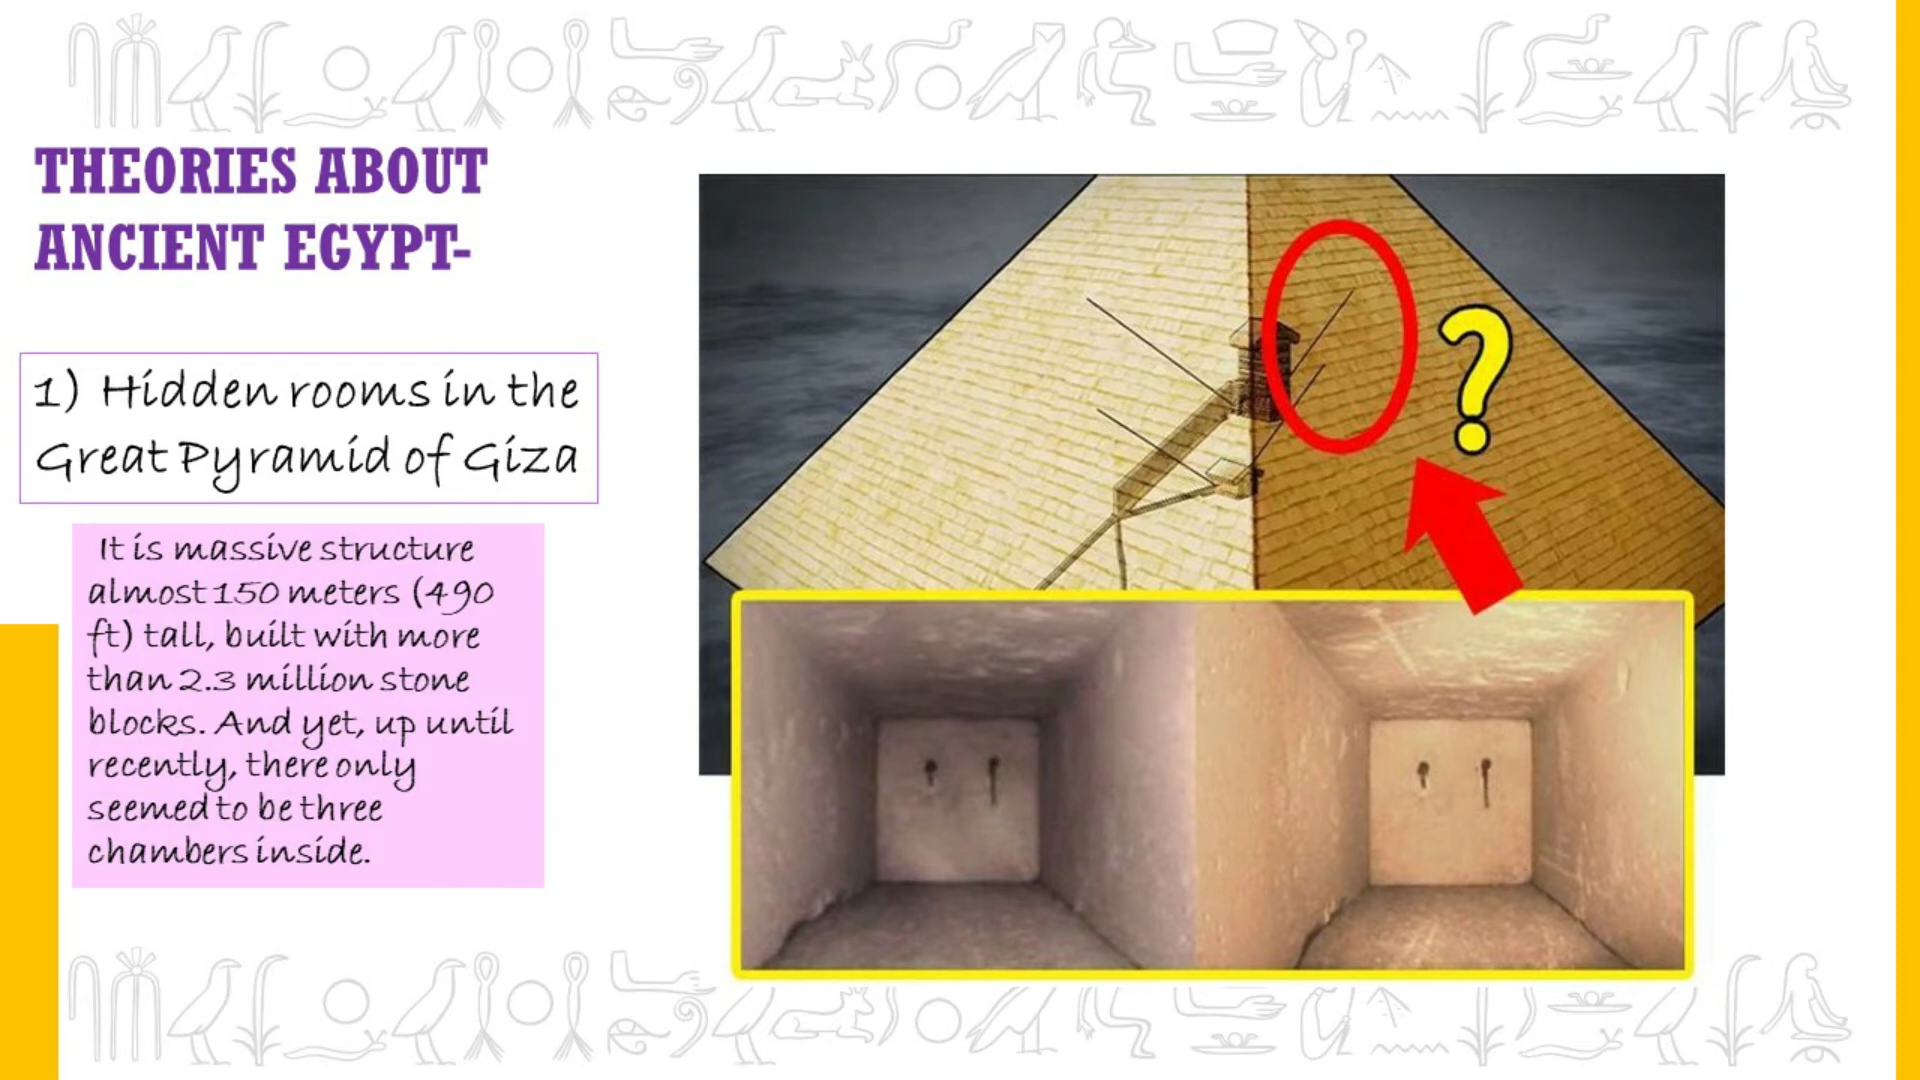 THEORIES ABOUT
ANCIENT EGYPT-
1) Hidden rooms in the
Great Pyramid of Giza
It is massive structure
almost 150 meters (490
ft) tall, built with more
than 2.3 million stone
blocks. And yet, up until
recently, there only
seemed to be three
chambers inside.
?